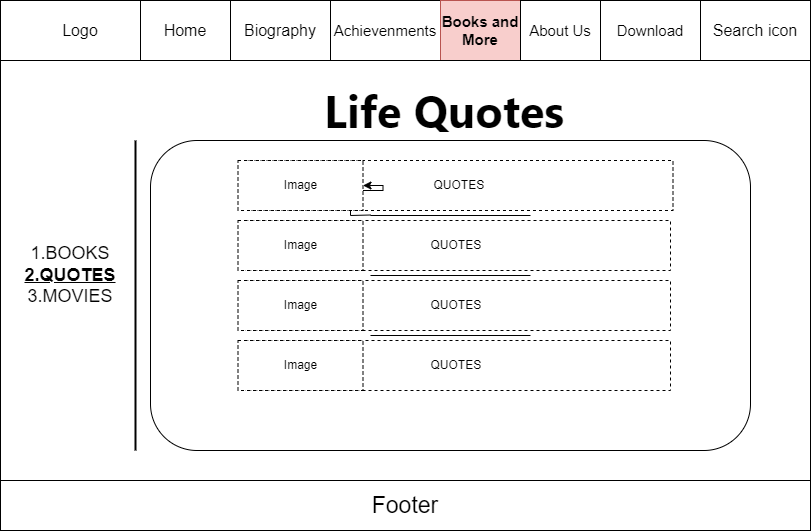 Logo
Home
Biography
Achievenments
Books and
More
About Us
Download
Search icon
Life Quotes
1.BOOKS
2.QUOTES
3.MOVIES
Image
QUOTES
Image
QUOTES
Image
QUOTES
Image
QUOTES
Footer